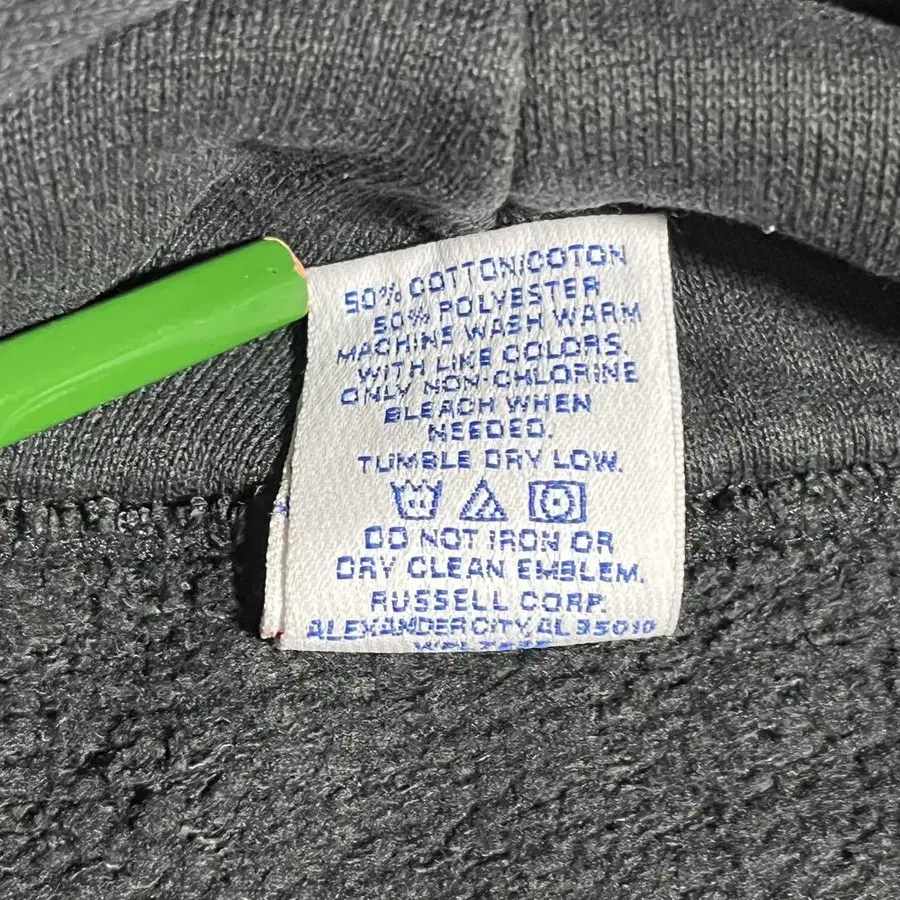 50% COTTON/COTON
50% POLYESTER
MACHINE WASH WARM
WITH LIKE COLORS.
ONLY NON-CHLORINE
BLEACH WHEN
NEEDED.
TUMBLE DRY LOW.
DO NOT IRON OR
DRY CLEAN EMBLEM.
RUSSELL CORP.
ALEXANDER CITY, AL 35010